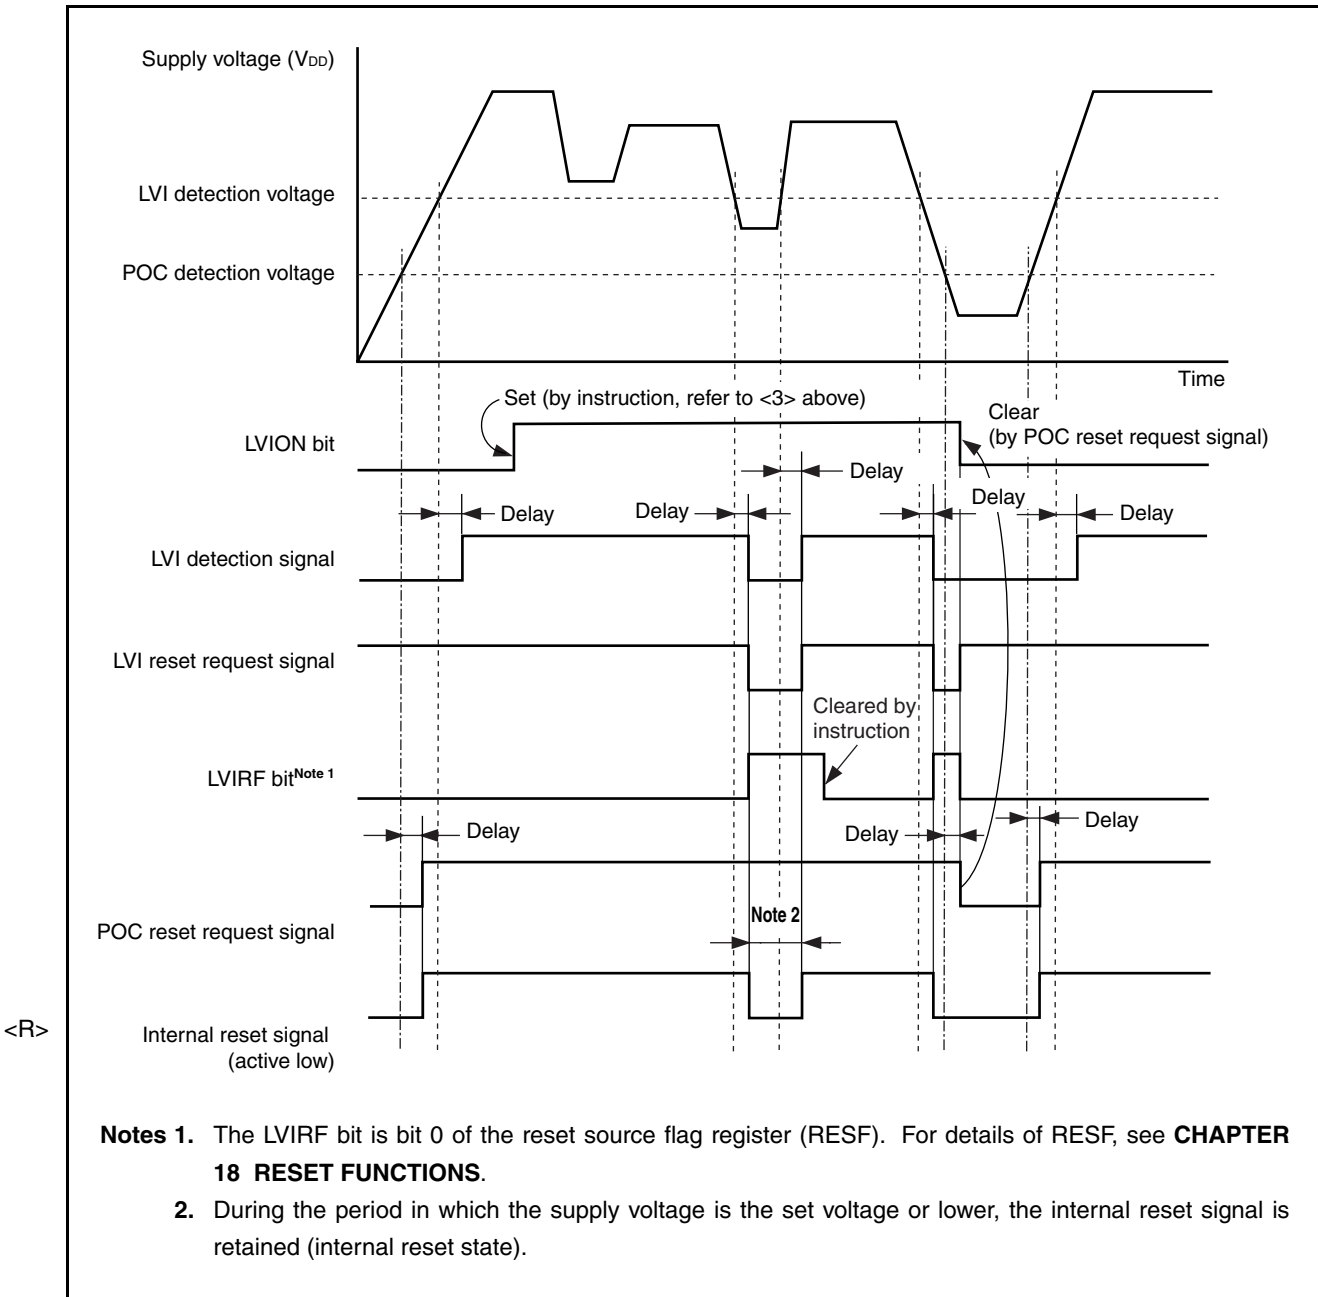 Supply voltage (VDD)
LVI detection voltage
POC detection voltage
Time
Set (by instruction, refer to <3> above)
Clear
(by POC reset request signal)
LVION bit
Delay
Delay
Delay
Delay
Delay
LVI detection signal
LVI reset request signal
Cleared by
instruction
LVIRF bitNote 1
Delay
Delay
Delay
Note 2
POC reset request signal
<R>
Internal reset signal
(active low)
Notes 1. The LVIRF bit is bit 0 of the reset source flag register (RESF). For details of RESF, see CHAPTER
18 RESET FUNCTIONS.
2. During the period in which the supply voltage is the set voltage or lower, the internal reset signal is
retained (internal reset state).